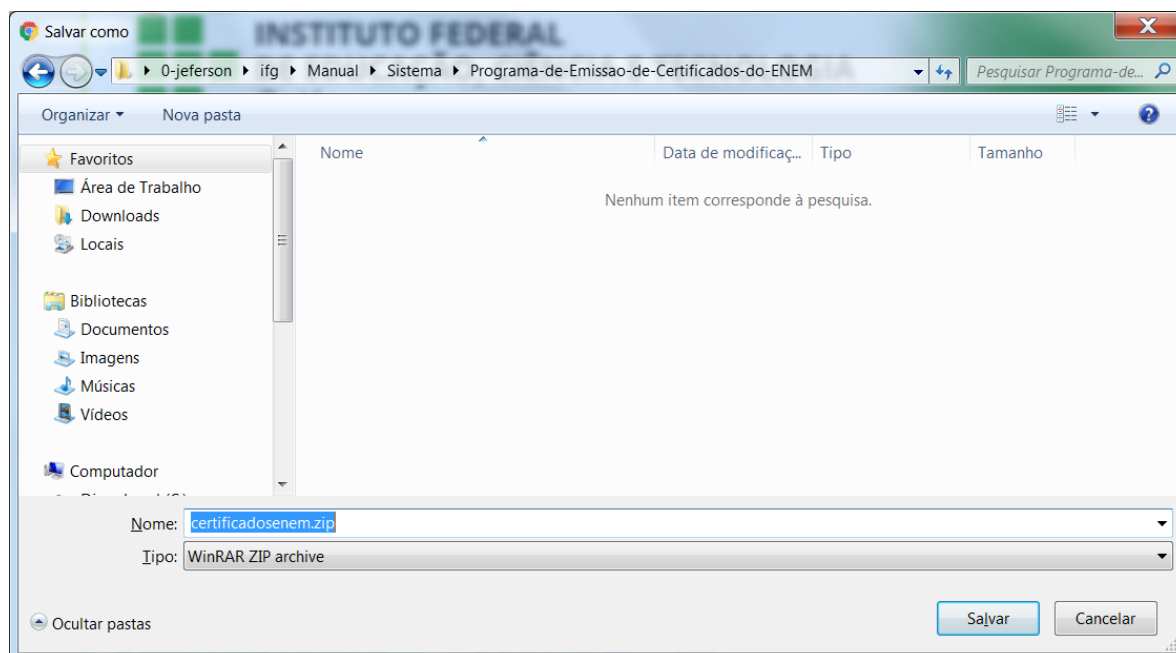 Salvar como
INSTITUTO FEDERAL
0-jeferson ifg Manual Sistema Programa-de-Emissao-de-Certificados-do-ENEM
Pesquisar Programa-de...
Organizar Nova pasta
Nome Data de modificaç... Tipo Tamanho
Nenhum item corresponde à pesquisa.
Favoritos
Área de Trabalho
Downloads
Locais
Bibliotecas
Documentos
Imagens
Músicas
Vídeos
Computador
Nome: certificadosenem.zip
Tipo: WinRAR ZIP archive
Ocultar pastas
Salvar Cancelar